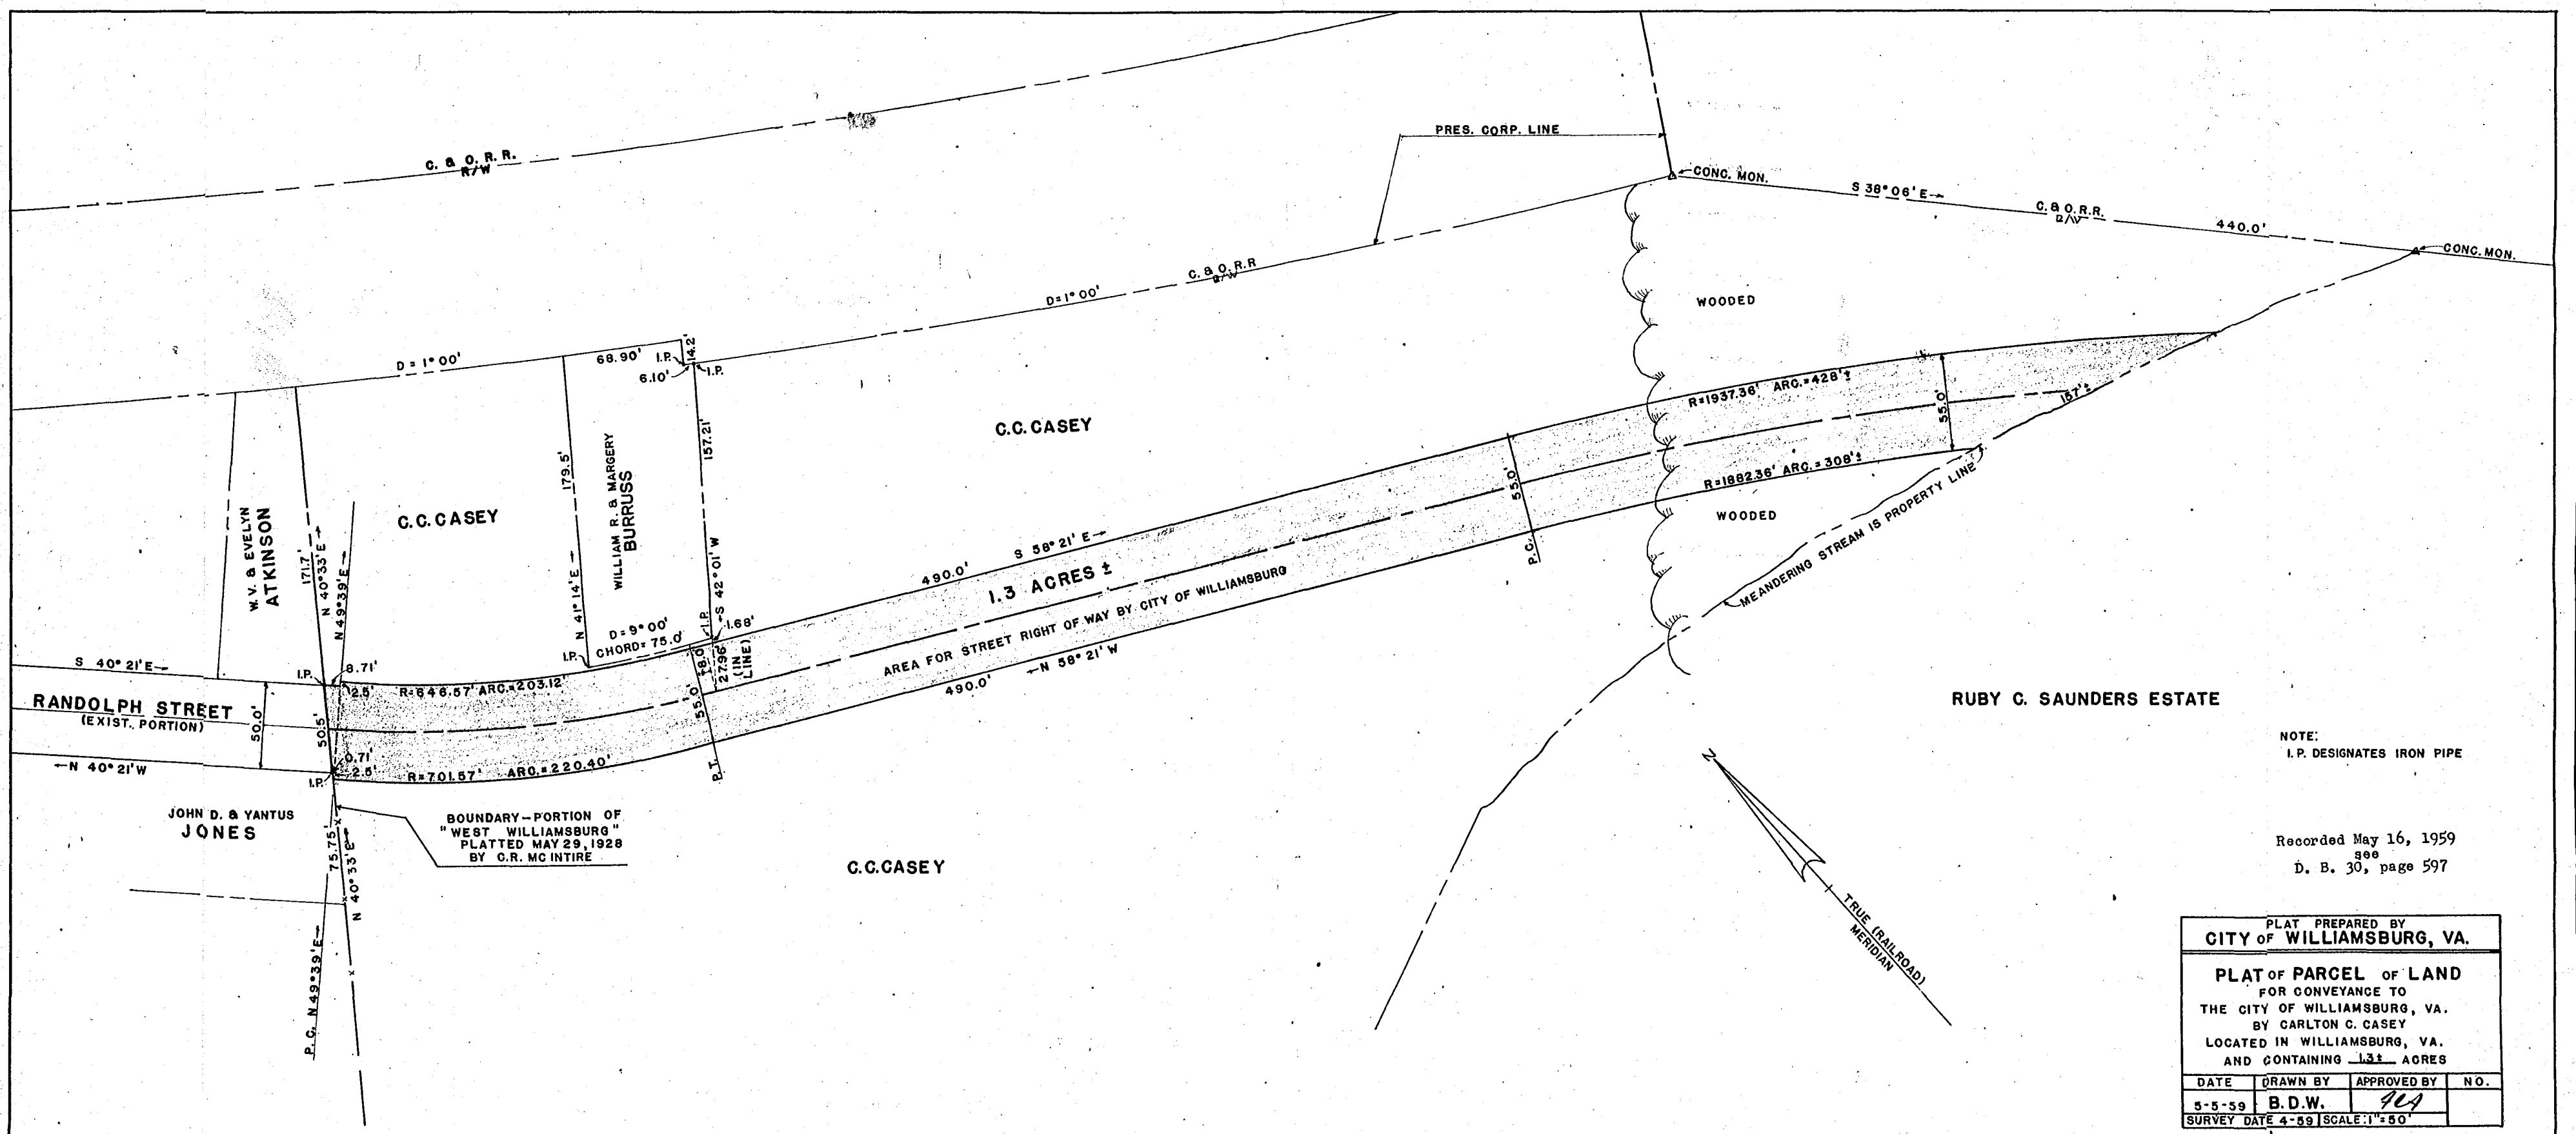 C. & O. R. R.
R/W
PRES. CORP. LINE
CONC. MON.
S 38° 06' E
C. & O. R.R.
R/W
440.0'
CONC. MON.
C. & O. R.R
R/W
D=1° 00'
WOODED
D = 1° 00'
68.90'
I.P.
14.2'
6.10'
I.P.
C.C. CASEY
157.21'
S 42° 01' W
179.5'
N 41° 14' E
WILLIAM R. & MARGERY
BURRUSS
C.C. CASEY
W. V. & EVELYN
ATKINSON
171.7'
N 40° 33' E
N 49° 39' E
R=1937.36' ARC.=428'±
55.0'
157'±
R=1882.36' ARC.=308'±
55.0'
P.C.
WOODED
MEANDERING STREAM IS PROPERTY LINE
S 58° 21' E
490.0'
1.3 ACRES ±
AREA FOR STREET RIGHT OF WAY BY CITY OF WILLIAMSBURG
N 58° 21' W
490.0'
D=9° 00'
CHORD= 75.0'
I.P.
I.P.
1.68'
27.96'
(IN
LINE)
55.0'
P.T.
S 40° 21' E
I.P.
8.71'
2.5'
R=646.57' ARC.=203.12'
RANDOLPH STREET
(EXIST. PORTION)
50.0'
50.5'
0.71'
2.5'
I.P.
R=701.57' ARC.=220.40'
N 40° 21' W
JOHN D. & YANTUS
JONES
BOUNDARY-PORTION OF
"WEST WILLIAMSBURG"
PLATTED MAY 29, 1928
BY C.R. MC INTIRE
75.75'
N 40° 33' E
P. C. N 49° 39' E
C.C. CASEY
RUBY C. SAUNDERS ESTATE
N
TRUE (RAILROAD)
MERIDIAN
NOTE:
I.P. DESIGNATES IRON PIPE
Recorded May 16, 1959
see
D. B. 30, page 597
PLAT PREPARED BY
CITY OF WILLIAMSBURG, VA.
PLAT OF PARCEL OF LAND
FOR CONVEYANCE TO
THE CITY OF WILLIAMSBURG, VA.
BY CARLTON C. CASEY
LOCATED IN WILLIAMSBURG, VA.
AND CONTAINING 1.3± ACRES
DATE DRAWN BY APPROVED BY NO.
5-5-59 B.D.W.
SURVEY DATE 4-59 SCALE: 1"=50'